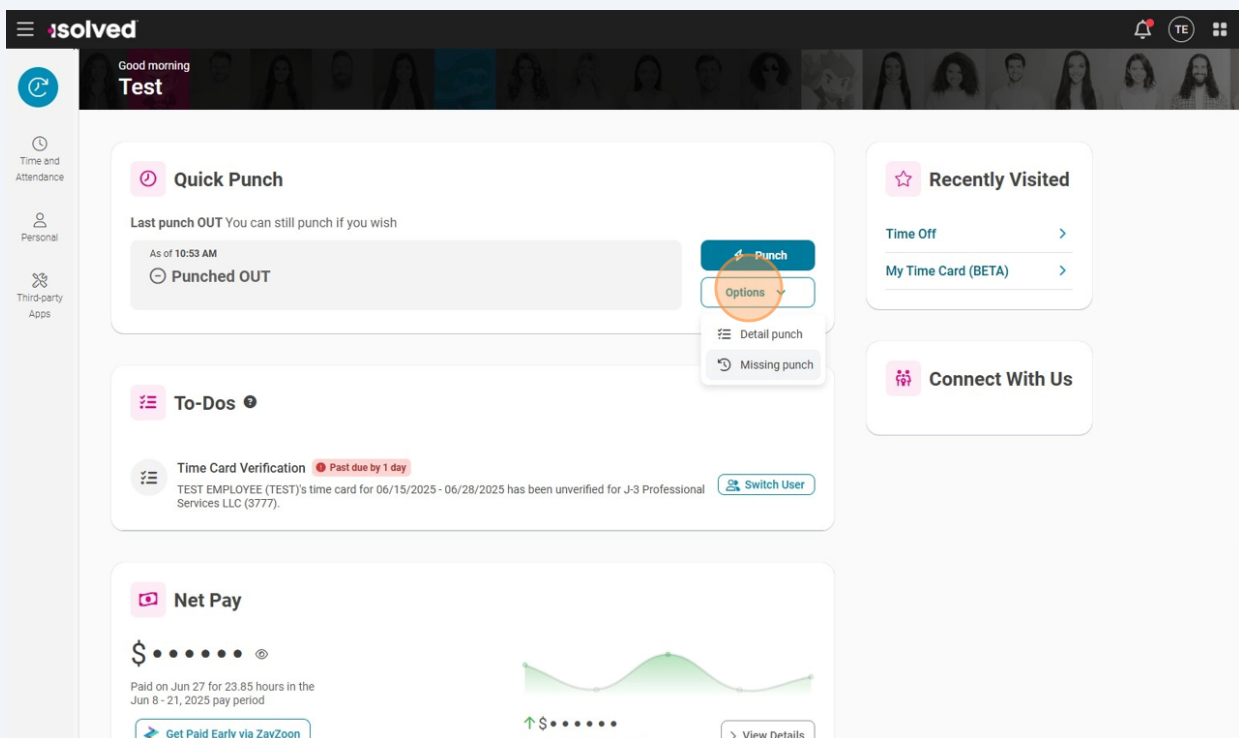 isolved
TE
Good morning
Test
Time and
Attendance
Personal
Third-party
Apps
Quick Punch
Last punch OUT You can still punch if you wish
As of 10:53 AM
Punched OUT
Punch
Options
Detail punch
Missing punch
To-Dos
Time Card Verification Past due by 1 day
TEST EMPLOYEE (TEST)'s time card for 06/15/2025 - 06/28/2025 has been unverified for J-3 Professional
Services LLC (3777).
Switch User
Net Pay
$••••••
Paid on Jun 27 for 23.85 hours in the
Jun 8 - 21, 2025 pay period
Get Paid Early via ZayZoon
$••••••
View Details
Recently Visited
Time Off
My Time Card (BETA)
Connect With Us